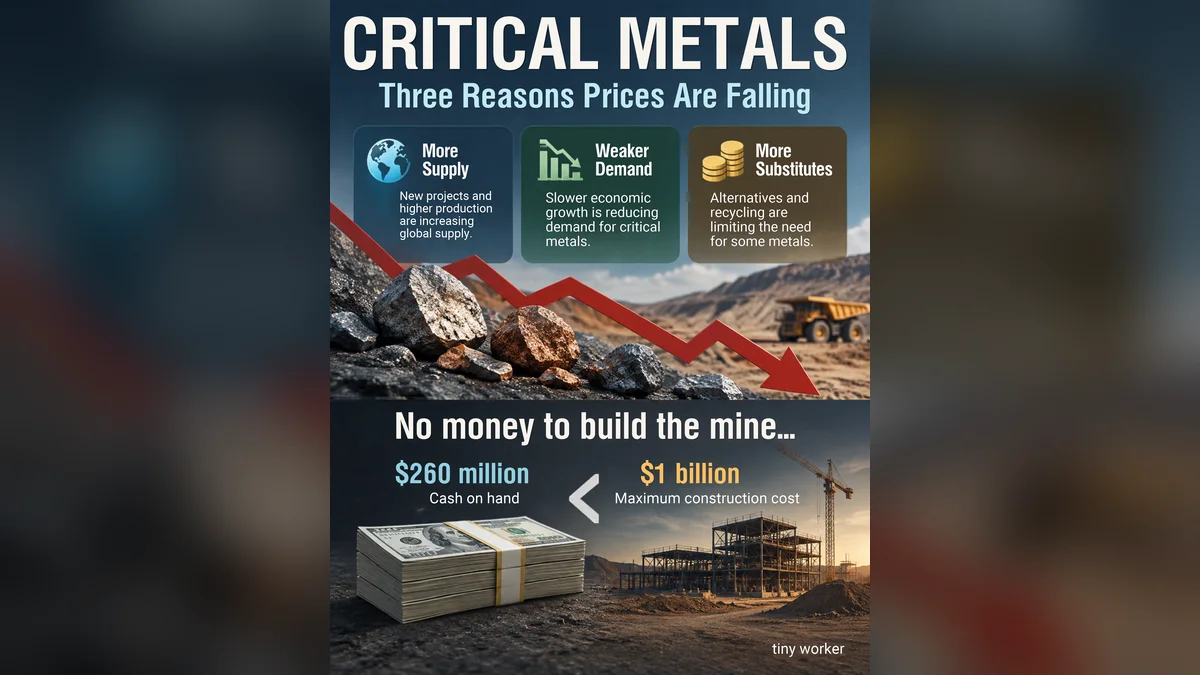 CRITICAL METALS
Three Reasons Prices Are Falling
More
Supply
New projects and
higher production
are increasing
global supply.
Weaker
Demand
Slower economic
growth is reducing
demand for critical
metals.
More
Substitutes
Alternatives and
recycling are
limiting the need
for some metals.
No money to build the mine...
$260 million
Cash on hand
<
$1 billion
Maximum construction cost
tiny worker